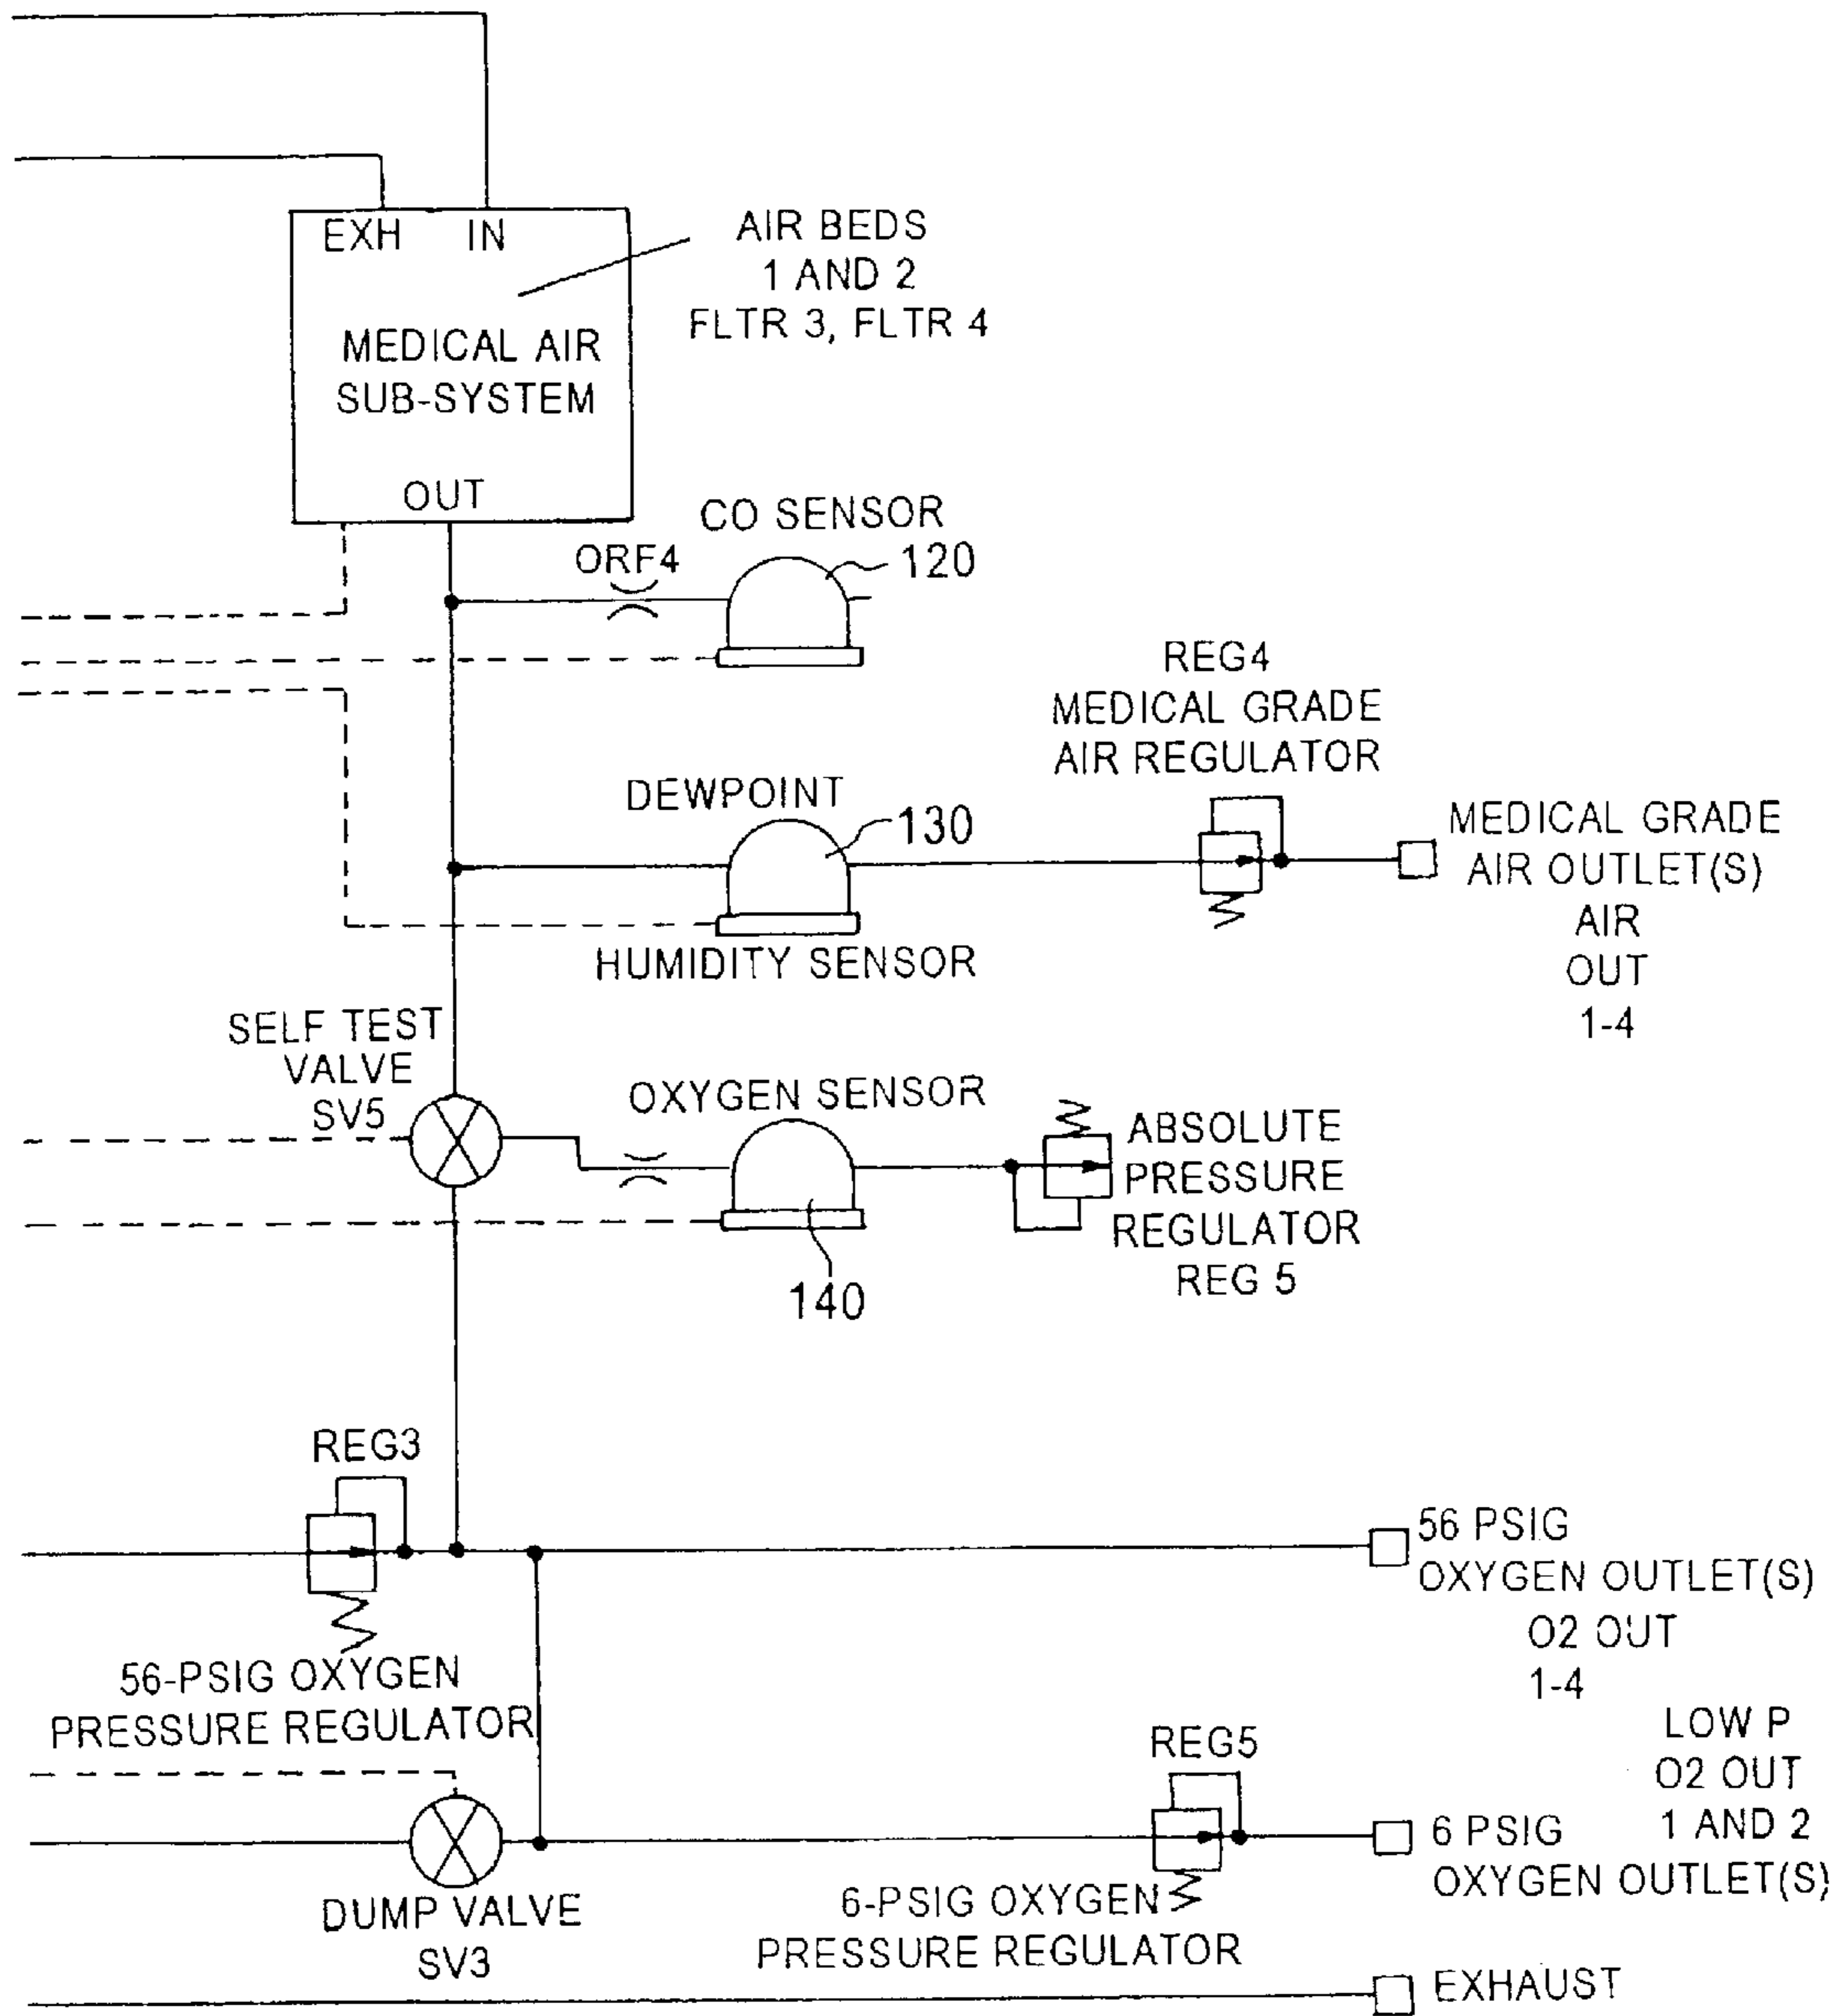 EXH IN
MEDICAL AIR
SUB-SYSTEM
OUT
AIR BEDS
1 AND 2
FLTR 3, FLTR 4
CO SENSOR
ORF4
120
REG4
MEDICAL GRADE
AIR REGULATOR
DEWPOINT
130
HUMIDITY SENSOR
MEDICAL GRADE
AIR OUTLET(S)
AIR
OUT
1-4
SELF TEST
VALVE
SV5
OXYGEN SENSOR
140
ABSOLUTE
PRESSURE
REGULATOR
REG 5
REG3
56-PSIG OXYGEN
PRESSURE REGULATOR
56 PSIG
OXYGEN OUTLET(S)
O2 OUT
1-4
LOW P
O2 OUT
1 AND 2
REG5
6 PSIG
OXYGEN OUTLET(S)
6-PSIG OXYGEN
PRESSURE REGULATOR
DUMP VALVE
SV3
EXHAUST